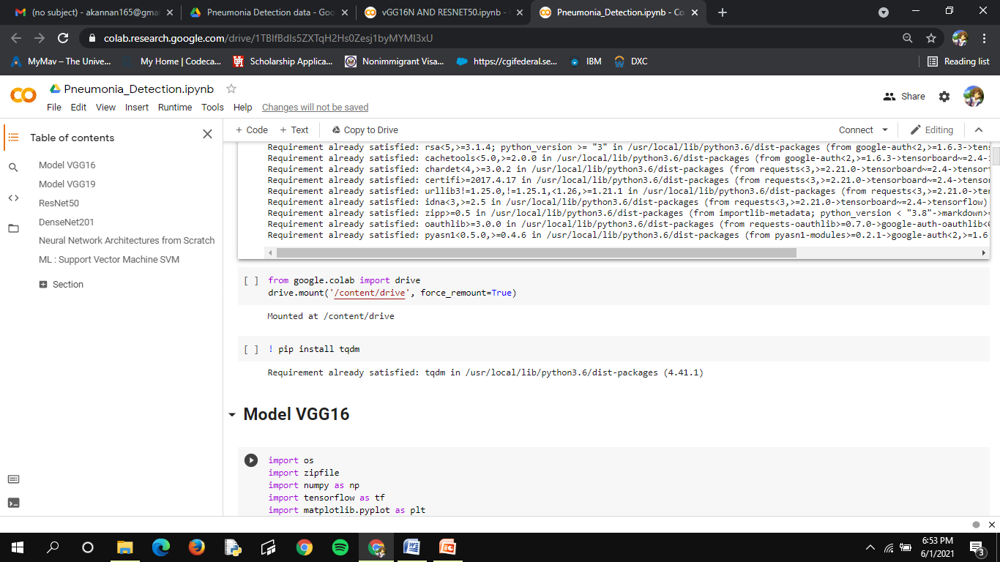 (no subject) - akannan165@gmai
Pneumonia Detection data - Goo
vGG16N AND RESNET50.ipynb -
Pneumonia_Detection.ipynb - Co
colab.research.google.com/drive/1TBlfBdIs5ZXTqH2Hs0Zesj1byMYMI3xU
MyMav – The Unive...
My Home | Codeca...
Scholarship Applica...
Nonimmigrant Visa...
https://cgifederal.se...
IBM
DXC
Reading list
Pneumonia_Detection.ipynb
File Edit View Insert Runtime Tools Help Changes will not be saved
Share
Table of contents
Model VGG16
Model VGG19
ResNet50
DenseNet201
Neural Network Architectures from Scratch
ML : Support Vector Machine SVM
Section
+ Code + Text Copy to Drive
Connect
Editing
Requirement already satisfied: rsa<5,>=3.1.4; python_version >= "3" in /usr/local/lib/python3.6/dist-packages (from google-auth<2,>=1.6.3->tens
Requirement already satisfied: cachetools<5.0,>=2.0.0 in /usr/local/lib/python3.6/dist-packages (from google-auth<2,>=1.6.3->tensorboard~=2.4-
Requirement already satisfied: chardet<4,>=3.0.2 in /usr/local/lib/python3.6/dist-packages (from requests<3,>=2.21.0->tensorboard~=2.4->tensor
Requirement already satisfied: certifi>=2017.4.17 in /usr/local/lib/python3.6/dist-packages (from requests<3,>=2.21.0->tensorboard~=2.4->tenso
Requirement already satisfied: urllib3!=1.25.0,!=1.25.1,<1.26,>=1.21.1 in /usr/local/lib/python3.6/dist-packages (from requests<3,>=2.21.0->te
Requirement already satisfied: idna<3,>=2.5 in /usr/local/lib/python3.6/dist-packages (from requests<3,>=2.21.0->tensorboard~=2.4->tensorflow)
Requirement already satisfied: zipp>=0.5 in /usr/local/lib/python3.6/dist-packages (from importlib-metadata; python_version < "3.8"->markdown>=
Requirement already satisfied: oauthlib>=3.0.0 in /usr/local/lib/python3.6/dist-packages (from requests-oauthlib>=0.7.0->google-auth-oauthlib<
Requirement already satisfied: pyasn1<0.5.0,>=0.4.6 in /usr/local/lib/python3.6/dist-packages (from pyasn1-modules>=0.2.1->google-auth<2,>=1.6
[ ] from google.colab import drive
drive.mount('/content/drive', force_remount=True)
Mounted at /content/drive
[ ] ! pip install tqdm
Requirement already satisfied: tqdm in /usr/local/lib/python3.6/dist-packages (4.41.1)
Model VGG16
import os
import zipfile
import numpy as np
import tensorflow as tf
import matplotlib.pyplot as plt
6:53 PM
6/1/2021
3